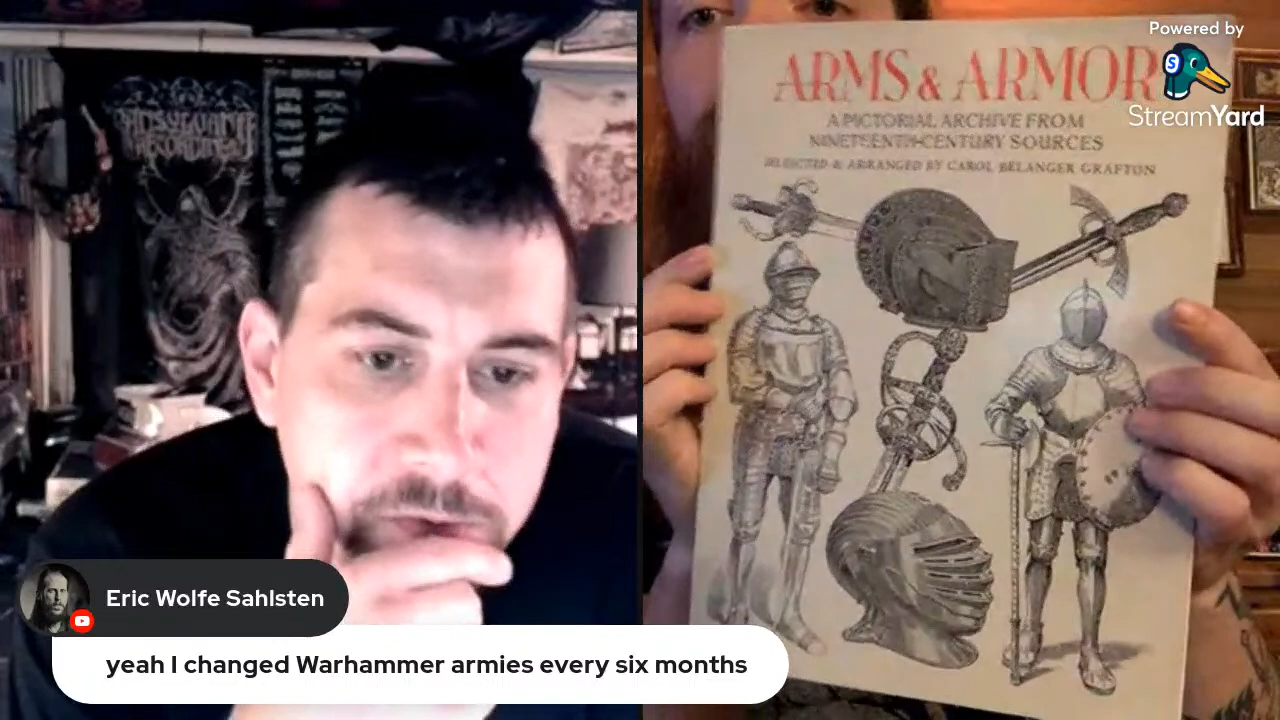 Powered by
StreamYard
ARMS & ARMOR
A PICTORIAL ARCHIVE FROM
NINETEENTH-CENTURY SOURCES
SELECTED & ARRANGED BY CAROL BELANGER GRAFTON
Eric Wolfe Sahlsten
yeah I changed Warhammer armies every six months